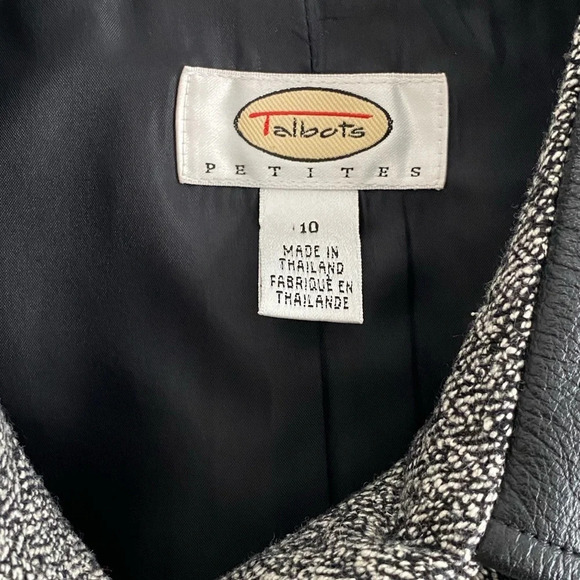 Talbots
PETITES
10
MADE IN
THAILAND
FABRIQUÉ EN
THAILANDE